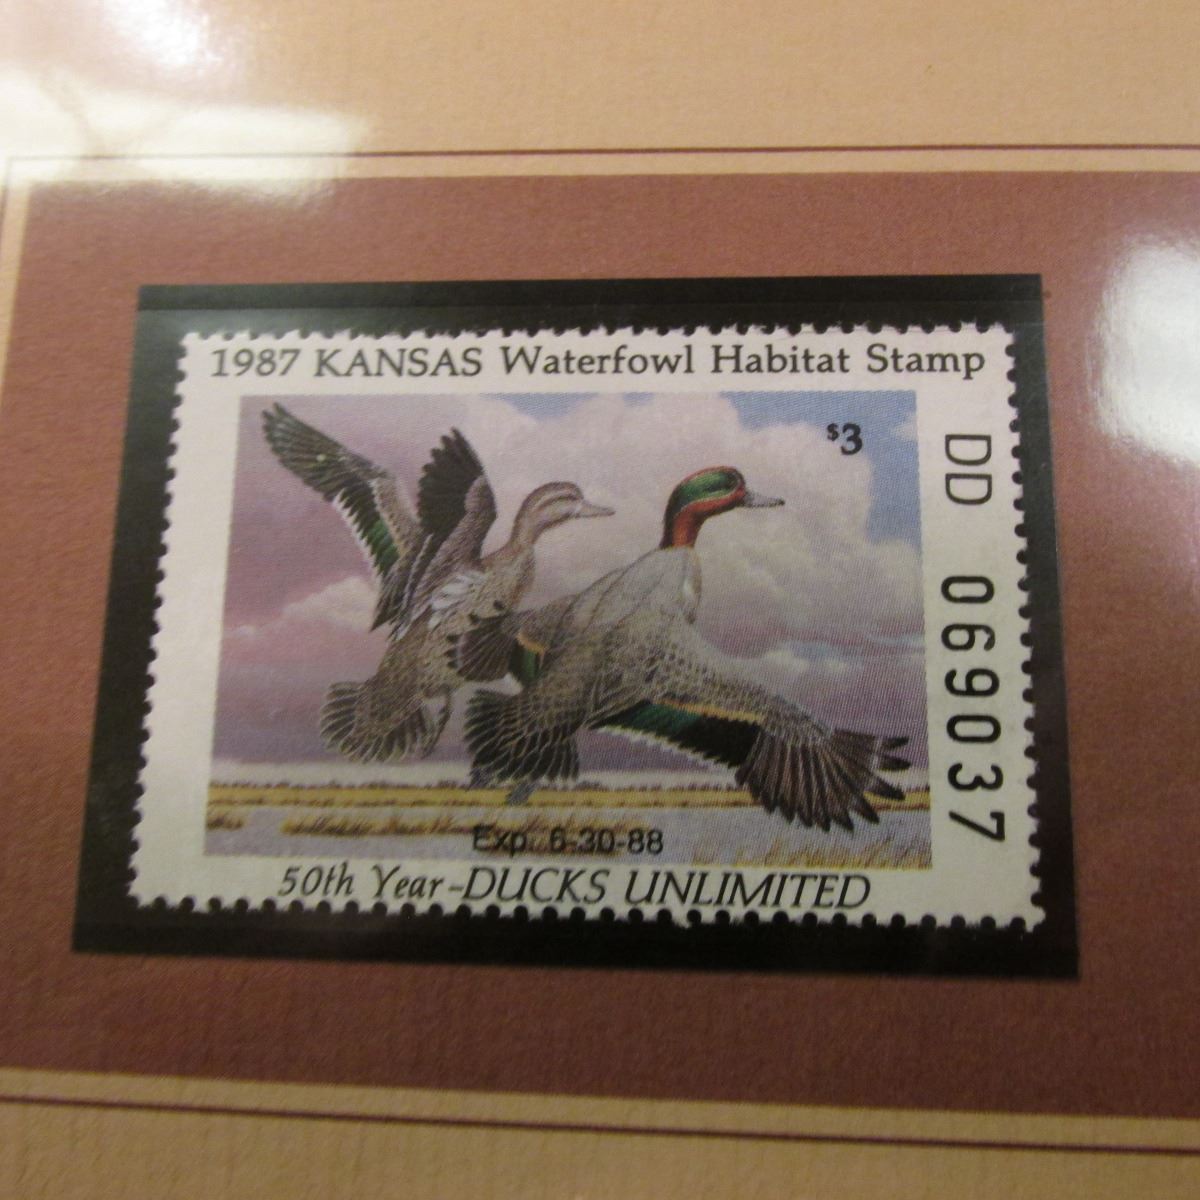 1987 KANSAS Waterfowl Habitat Stamp
$3
DD 069037
Exp. 6-30-88
50th Year-DUCKS UNLIMITED